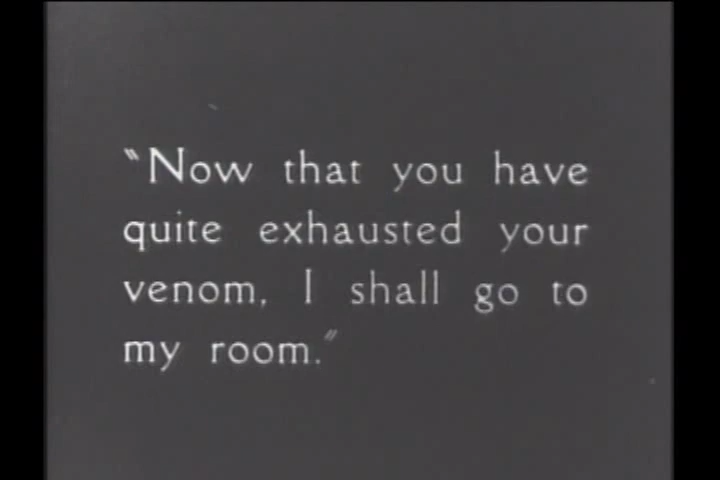 "Now that you have
quite exhausted your
venom, I shall go to
my room."